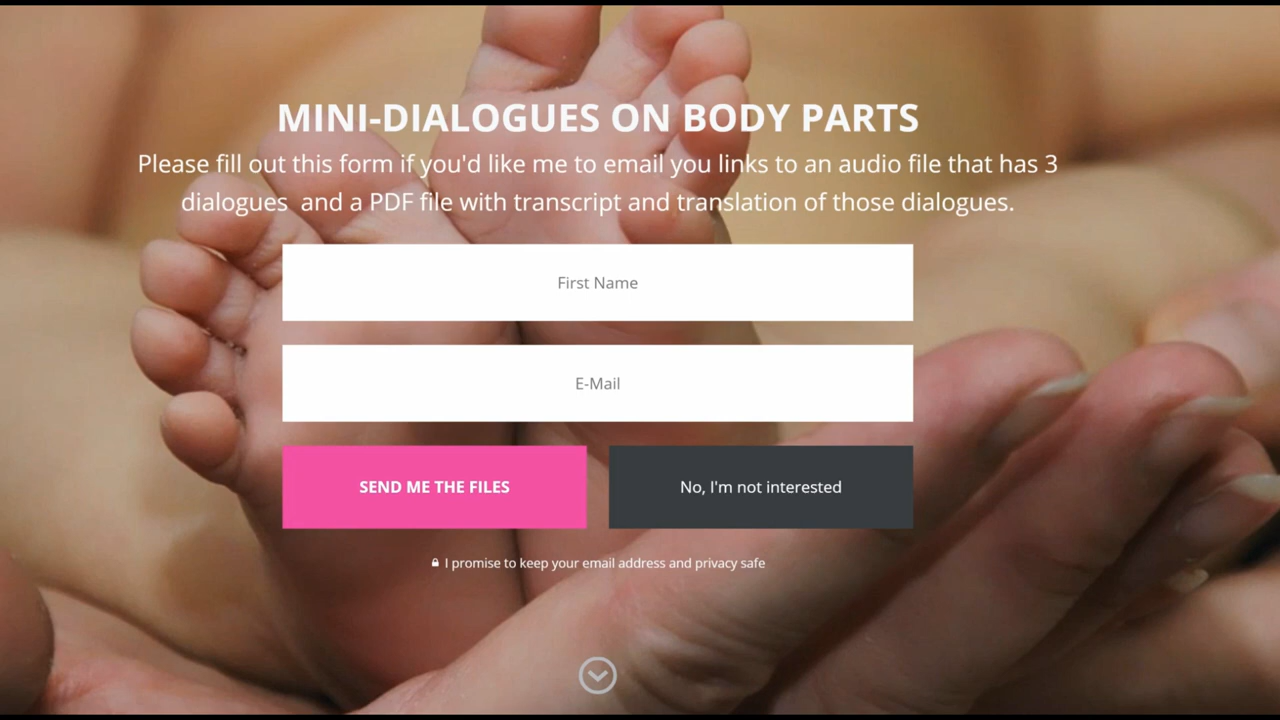 MINI-DIALOGUES ON BODY PARTS
Please fill out this form if you'd like me to email you links to an audio file that has 3
dialogues  and a PDF file with transcript and translation of those dialogues.
First Name
E-Mail
SEND ME THE FILES
No, I'm not interested
I promise to keep your email address and privacy safe